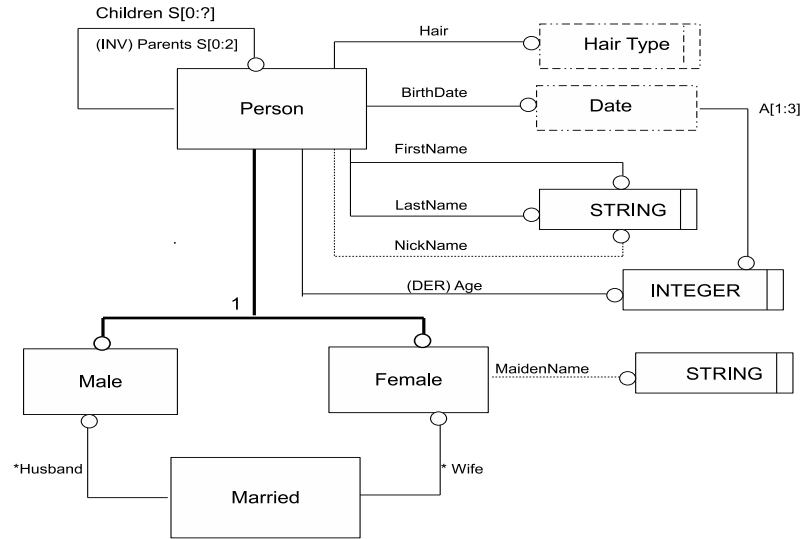 Children S[0:?]
(INV) Parents S[0:2]
Hair
Hair Type
Person
BirthDate
Date
A[1:3]
FirstName
LastName
STRING
NickName
(DER) Age
INTEGER
1
Male
Female
MaidenName
STRING
*Husband
* Wife
Married